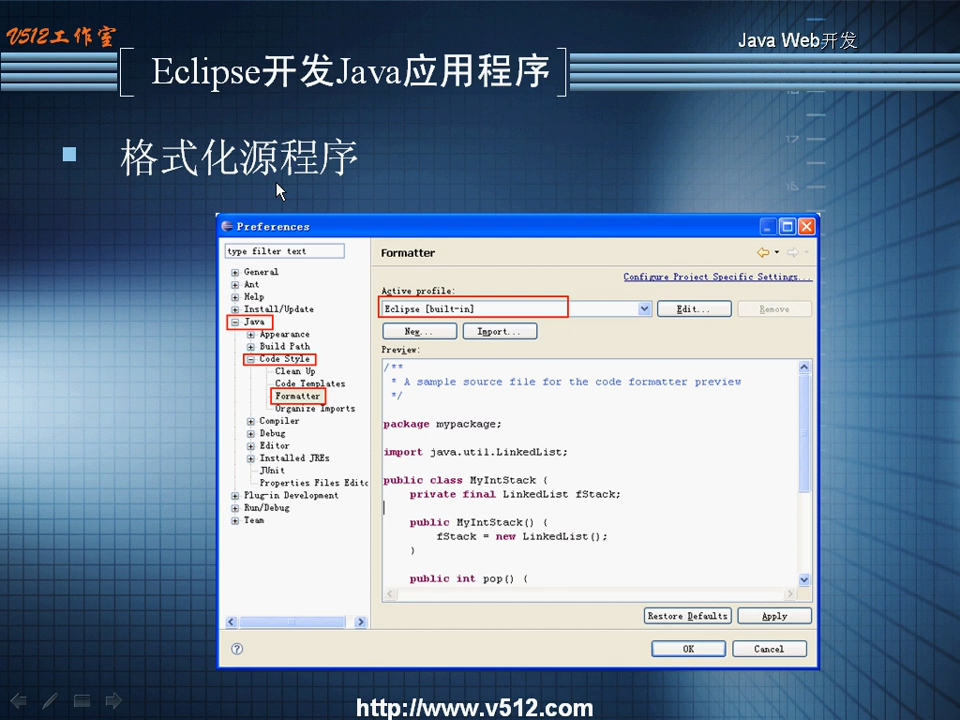 V512工作室
Java Web开发
Eclipse开发Java应用程序
格式化源程序
Preferences
type filter text
General
Ant
Help
Install/Update
Java
Appearance
Build Path
Code Style
Clean Up
Code Templates
Formatter
Organize Imports
Compiler
Debug
Editor
Installed JREs
JUnit
Properties Files Edito
Plug-in Development
Run/Debug
Team
Formatter
Configure Project Specific Settings...
Active profile:
Eclipse [built-in]
Edit...
Remove
New...
Import...
Preview:
/**
* A sample source file for the code formatter preview
*/
package mypackage;
import java.util.LinkedList;
public class MyIntStack {
private final LinkedList fStack;
public MyIntStack() {
fStack = new LinkedList();
}
public int pop() {
Restore Defaults
Apply
OK
Cancel
http://www.v512.com